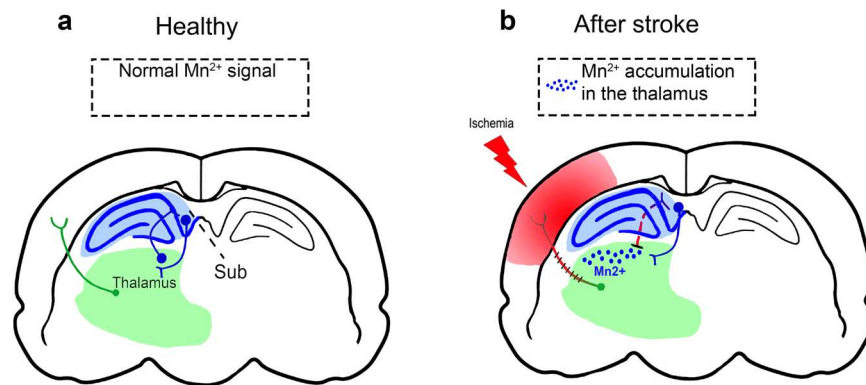 a
Healthy
Normal Mn²⁺ signal
Thalamus
Sub
b
After stroke
Mn²⁺ accumulation
in the thalamus
Ischemia
Mn2+